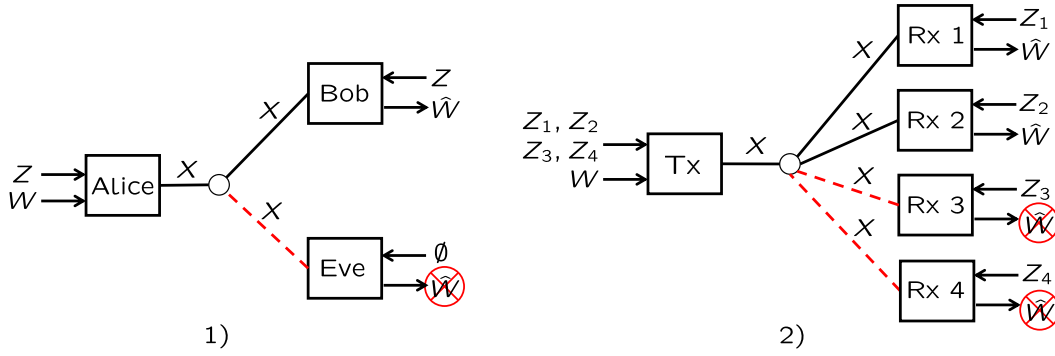 Z
W
Alice
X
X
X
Bob
Z
Ŵ
Eve
∅
Ŵ
1)
Z₁, Z₂
Z₃, Z₄
W
Tx
X
X
X
X
X
Rx 1
Z₁
Ŵ
Rx 2
Z₂
Ŵ
Rx 3
Z₃
Ŵ
Rx 4
Z₄
Ŵ
2)